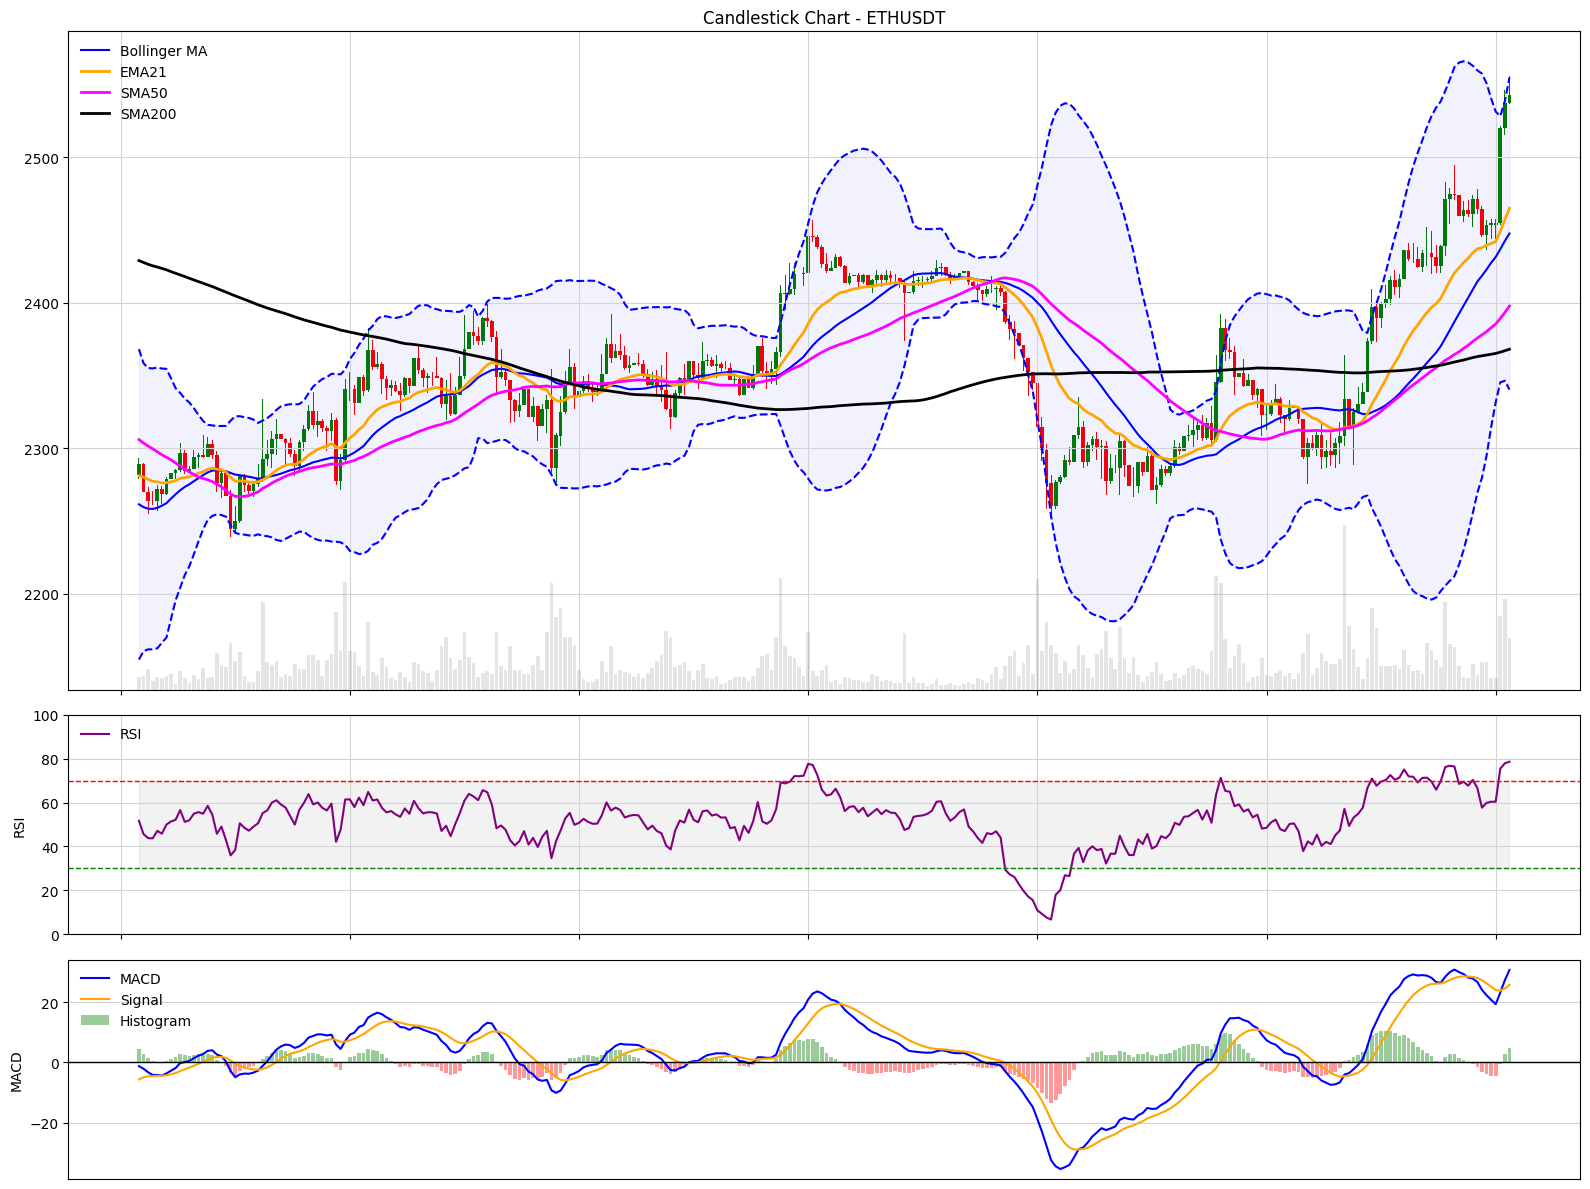 Candlestick Chart - ETHUSDT
Bollinger MA
EMA21
SMA50
SMA200
2500
2400
2300
2200
100
RSI
80
60
RSI
40
20
0
MACD
Signal
Histogram
20
0
MACD
−20